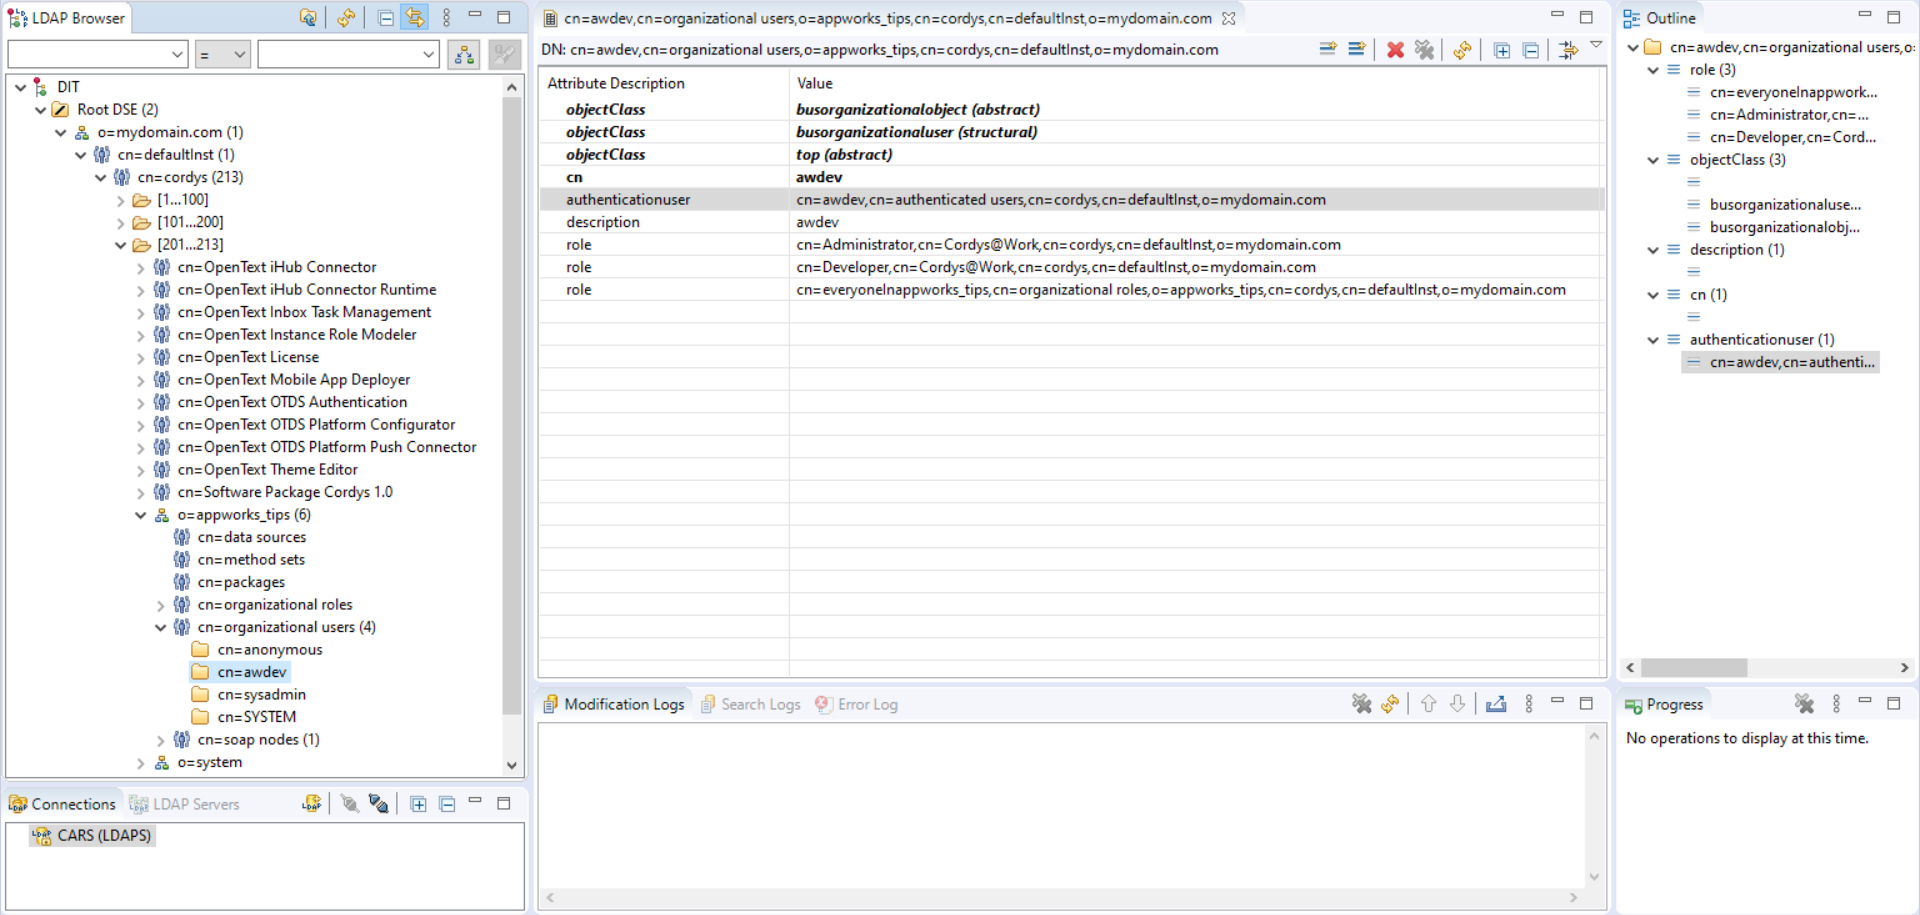 LDAP Browser
=
DIT
Root DSE (2)
o=mydomain.com (1)
cn=defaultInst (1)
cn=cordys (213)
[1...100]
[101...200]
[201...213]
cn=OpenText iHub Connector
cn=OpenText iHub Connector Runtime
cn=OpenText Inbox Task Management
cn=OpenText Instance Role Modeler
cn=OpenText License
cn=OpenText Mobile App Deployer
cn=OpenText OTDS Authentication
cn=OpenText OTDS Platform Configurator
cn=OpenText OTDS Platform Push Connector
cn=OpenText Theme Editor
cn=Software Package Cordys 1.0
o=appworks_tips (6)
cn=data sources
cn=method sets
cn=packages
cn=organizational roles
cn=organizational users (4)
cn=anonymous
cn=awdev
cn=sysadmin
cn=SYSTEM
cn=soap nodes (1)
o=system
Connections
LDAP Servers
CARS (LDAPS)
cn=awdev,cn=organizational users,o=appworks_tips,cn=cordys,cn=defaultInst,o=mydomain.com
DN: cn=awdev,cn=organizational users,o=appworks_tips,cn=cordys,cn=defaultInst,o=mydomain.com
Attribute Description Value
objectClass busorganizationalobject (abstract)
objectClass busorganizationaluser (structural)
objectClass top (abstract)
cn awdev
authenticationuser cn=awdev,cn=authenticated users,cn=cordys,cn=defaultInst,o=mydomain.com
description awdev
role cn=Administrator,cn=Cordys@Work,cn=cordys,cn=defaultInst,o=mydomain.com
role cn=Developer,cn=Cordys@Work,cn=cordys,cn=defaultInst,o=mydomain.com
role cn=everyoneInappworks_tips,cn=organizational roles,o=appworks_tips,cn=cordys,cn=defaultInst,o=mydomain.com
Modification Logs
Search Logs
Error Log
Outline
cn=awdev,cn=organizational users,o=
role (3)
cn=everyoneInappwork...
cn=Administrator,cn=...
cn=Developer,cn=Cord...
objectClass (3)
busorganizationaluse...
busorganizationalobj...
description (1)
cn (1)
authenticationuser (1)
cn=awdev,cn=authenti...
Progress
No operations to display at this time.